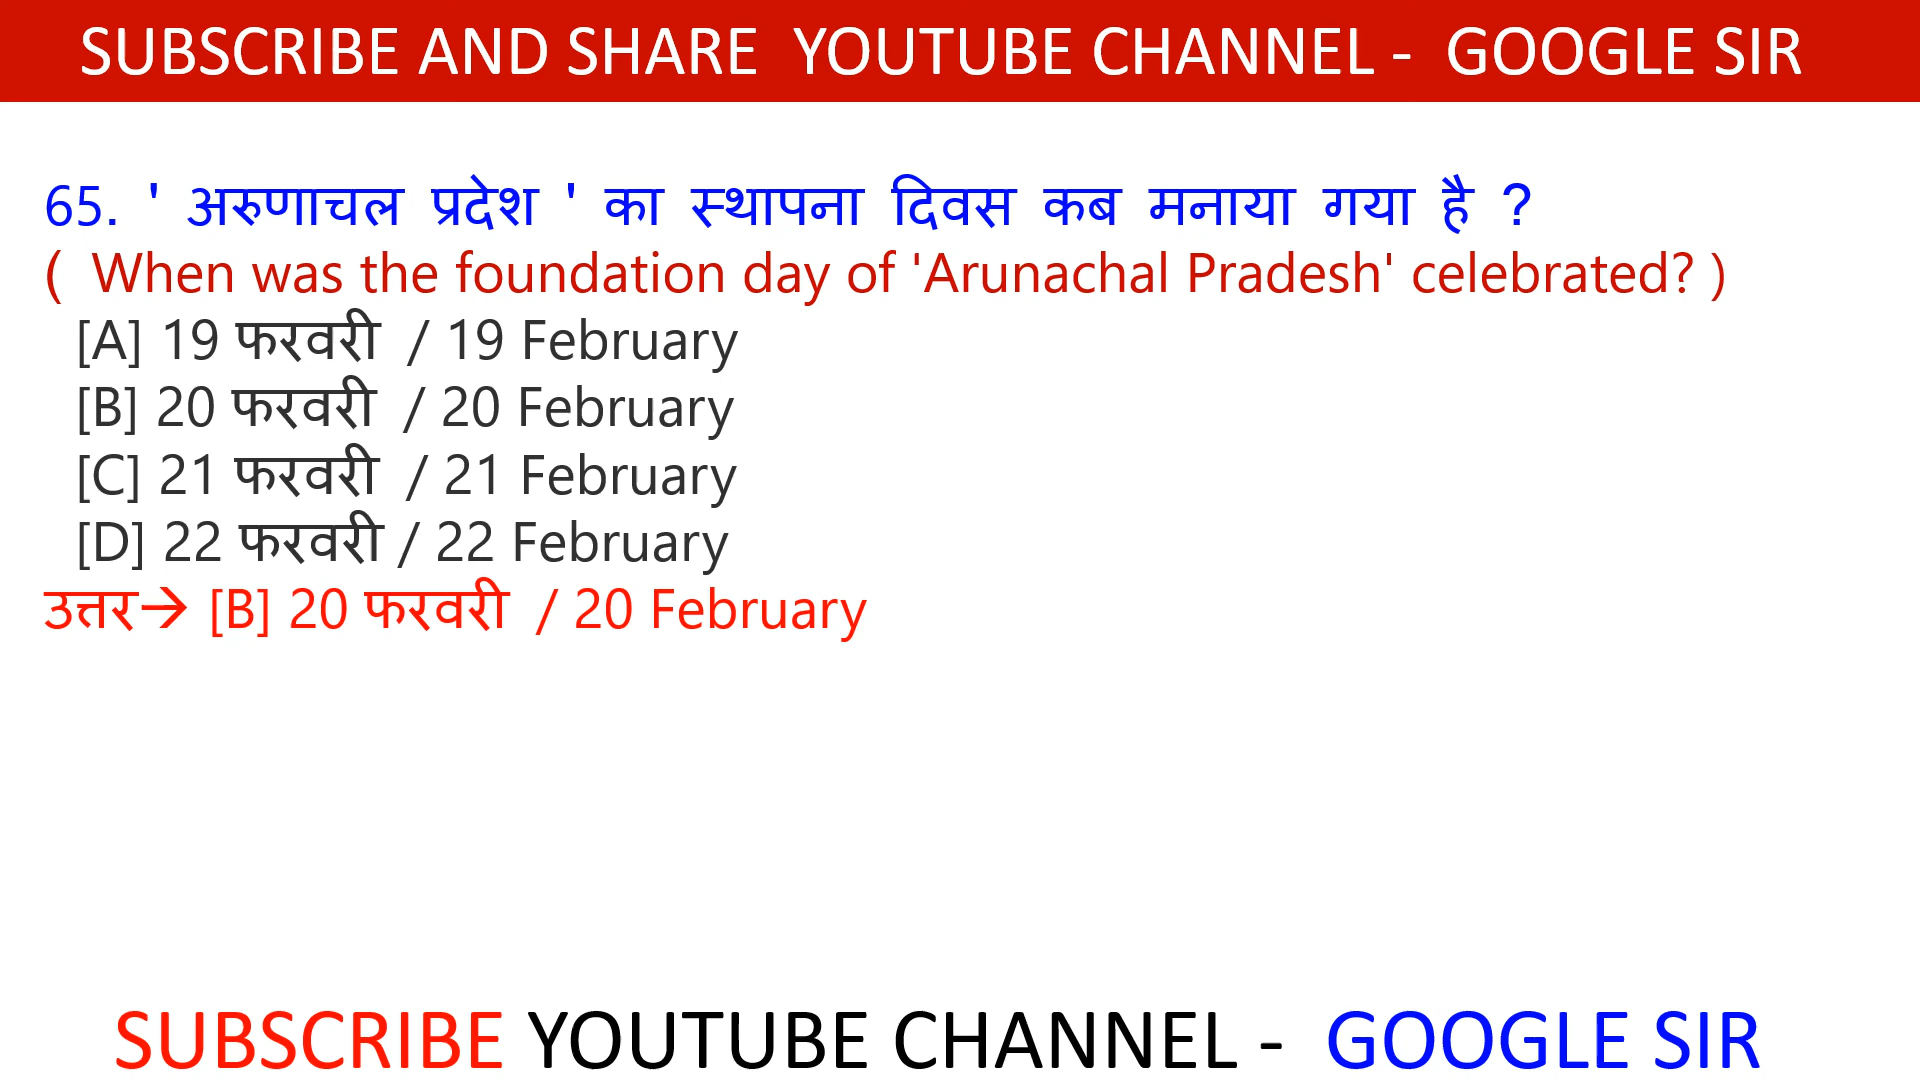 SUBSCRIBE AND SHARE YOUTUBE CHANNEL - GOOGLE SIR
65. ' अरुणाचल प्रदेश ' का स्थापना दिवस कब मनाया गया है ?
( When was the foundation day of 'Arunachal Pradesh' celebrated? )
[A] 19 फरवरी / 19 February
[B] 20 फरवरी / 20 February
[C] 21 फरवरी / 21 February
[D] 22 फरवरी / 22 February
उत्तर→ [B] 20 फरवरी / 20 February
SUBSCRIBE YOUTUBE CHANNEL - GOOGLE SIR